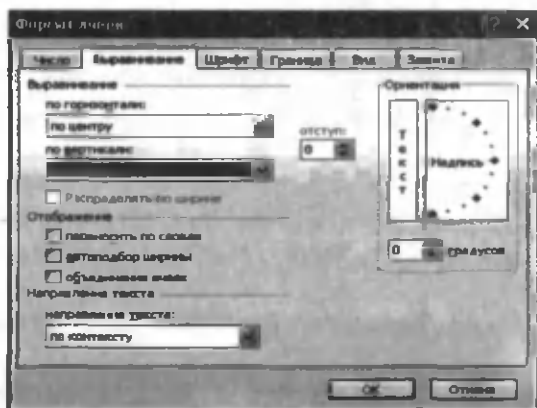 Формат ячеек
Число Выравнивание Шрифт Граница Вид Защита
Выравнивание
по горизонтали:
по центру
отступ:
0
по вертикали:
Распределять по ширине
Отображение
переносить по словам
автоподбор ширины
объединение ячеек
Направление текста
направление текста:
по контексту
Ориентация
Текст
Надпись
0 градусов
ОК Отмена